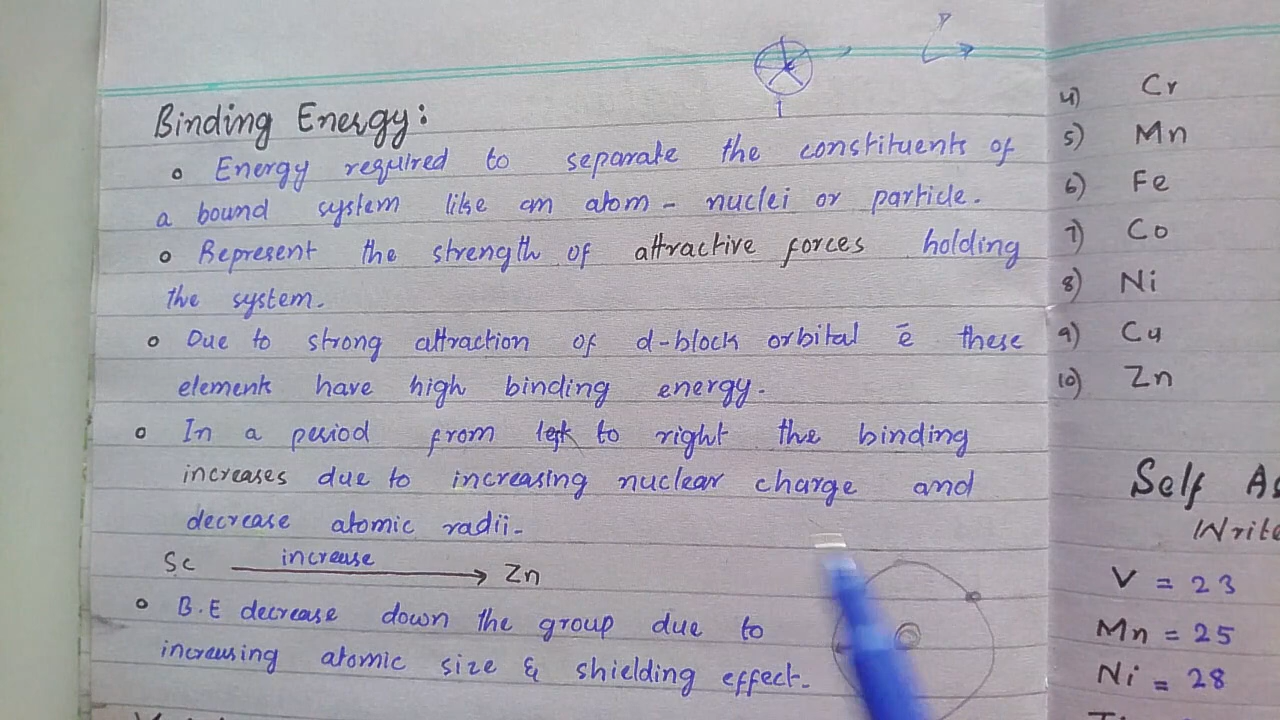 Binding Energy:
• Energy required to separate the constituents of
a bound system like an atom - nuclei or particle.
• Represent the strength of attractive forces holding
the system.
• Due to strong attraction of d-block orbital ē these
element have high binding energy.
• In a period from left to right the binding
increases due to increasing nuclear charge and
decrease atomic radii.
increase
Sc → Zn
• B.E decrease down the group due to
increasing atomic size & shielding effect.
4) Cr
5) Mn
6) Fe
7) Co
8) Ni
9) Cu
10) Zn
Self
Write
V = 23
Mn = 25
Ni = 28